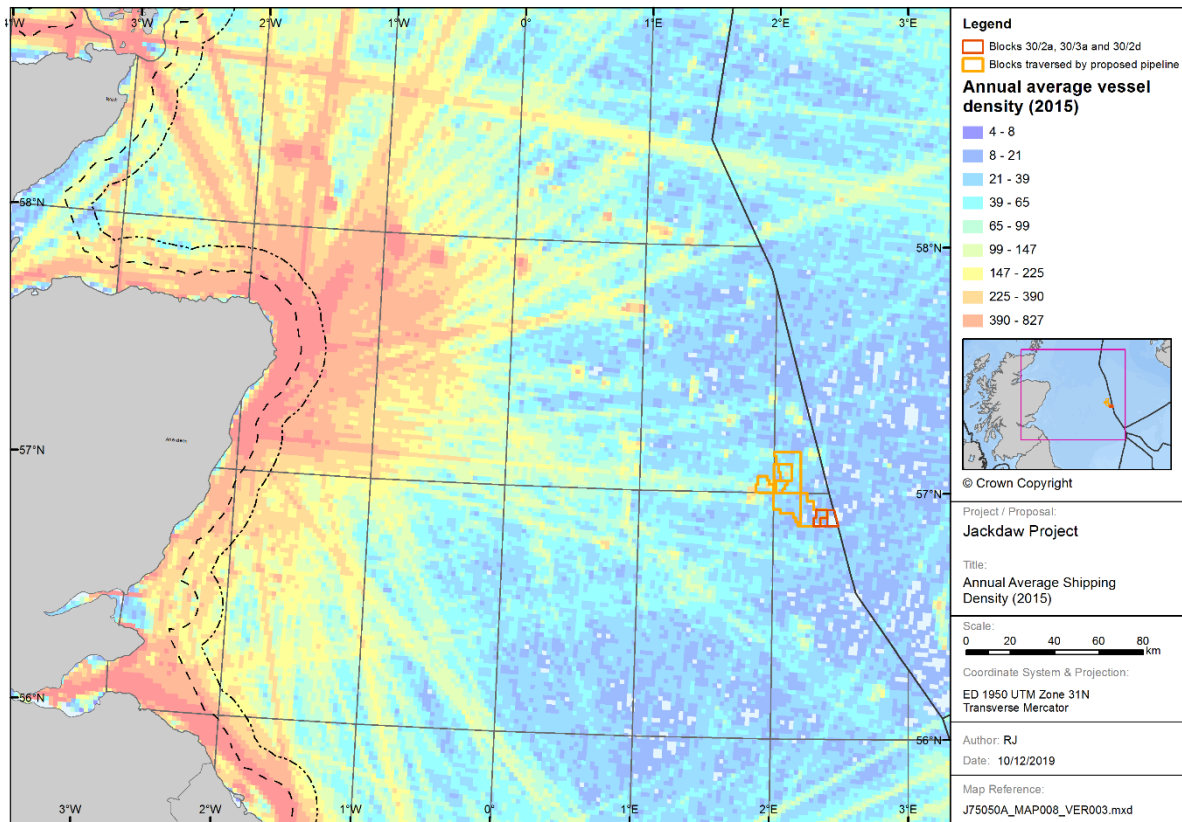 4°W 3°W 2°W 1°W 0° 1°E 2°E 3°E
Wick
58°N
58°N
Aberdeen
57°N
57°N
56°N
56°N
3°W 2°W 1°W 0° 1°E 2°E 3°E
Legend
Blocks 30/2a, 30/3a and 30/2d
Blocks traversed by proposed pipeline
Annual average vessel
density (2015)
4 - 8
8 - 21
21 - 39
39 - 65
65 - 99
99 - 147
147 - 225
225 - 390
390 - 827
© Crown Copyright
Project / Proposal:
Jackdaw Project
Title:
Annual Average Shipping
Density (2015)
Scale:
0 20 40 60 80
km
Coordinate System & Projection:
ED 1950 UTM Zone 31N
Transverse Mercator
Author: RJ
Date: 10/12/2019
Map Reference:
J75050A_MAP008_VER003.mxd